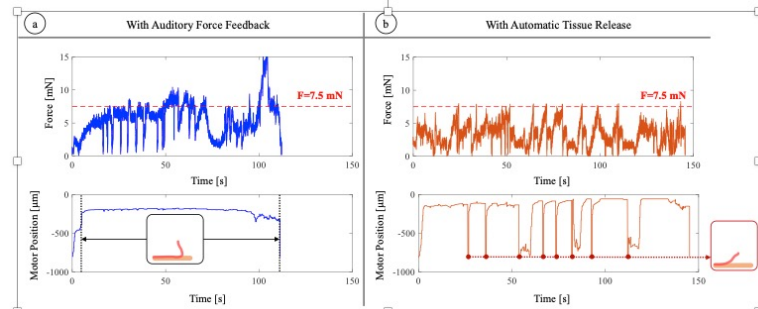 a
With Auditory Force Feedback
15
10
5
0
Force [mN]
F=7.5 mN
0
50
100
150
Time [s]
0
-500
-1000
Motor Position [μm]
0
50
100
150
Time [s]
b
With Automatic Tissue Release
15
10
5
0
Force [mN]
F=7.5 mN
0
50
100
150
Time [s]
0
-500
-1000
Motor Position [μm]
0
50
100
150
Time [s]